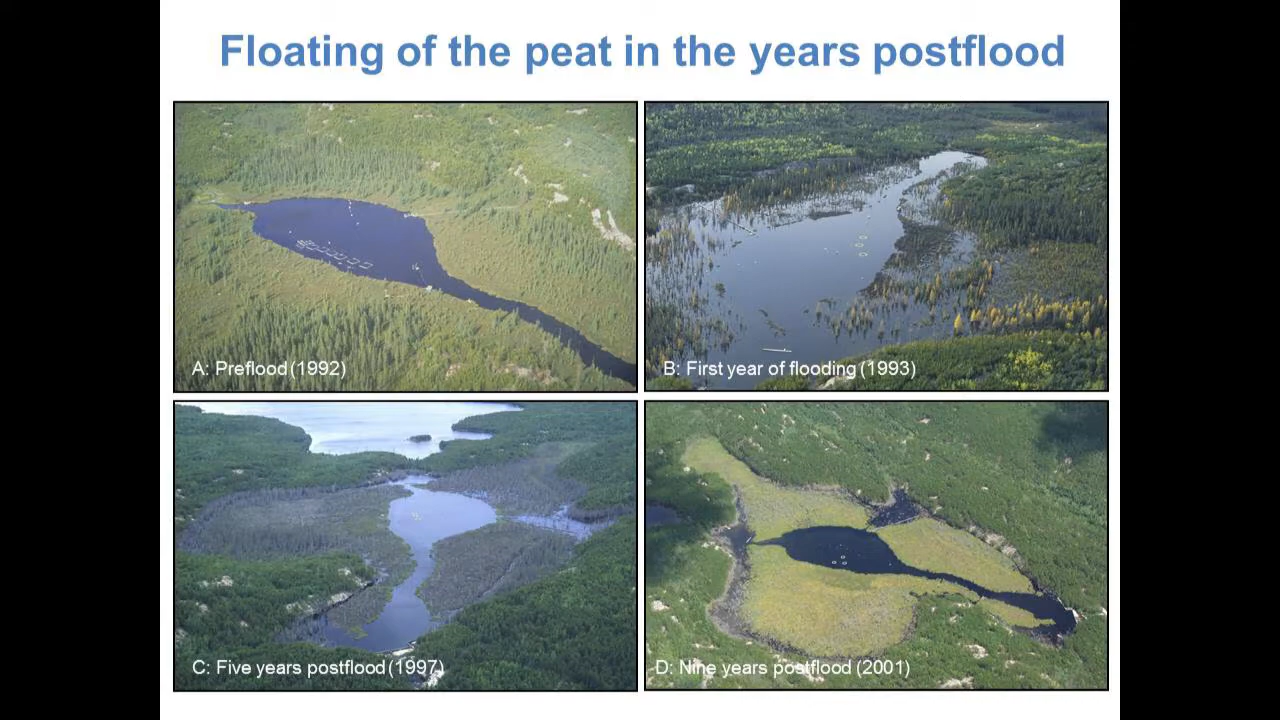 Floating of the peat in the years postflood
A: Preflood (1992)
B: First year of flooding (1993)
C: Five years postflood (1997)
D: Nine years postflood (2001)